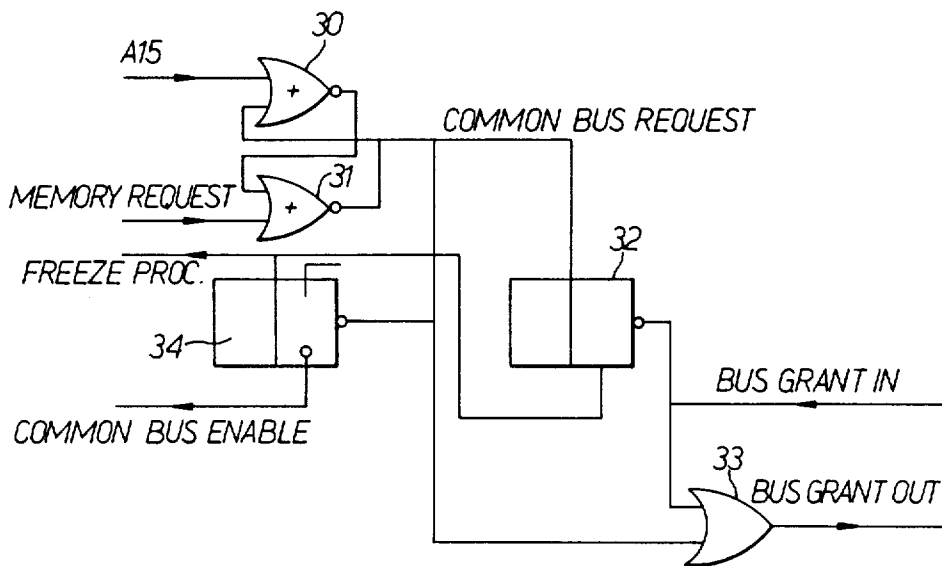 30
A15
+
COMMON BUS REQUEST
31
MEMORY REQUEST
+
32
FREEZE PROC.
34
BUS GRANT IN
COMMON BUS ENABLE
33
BUS GRANT OUT